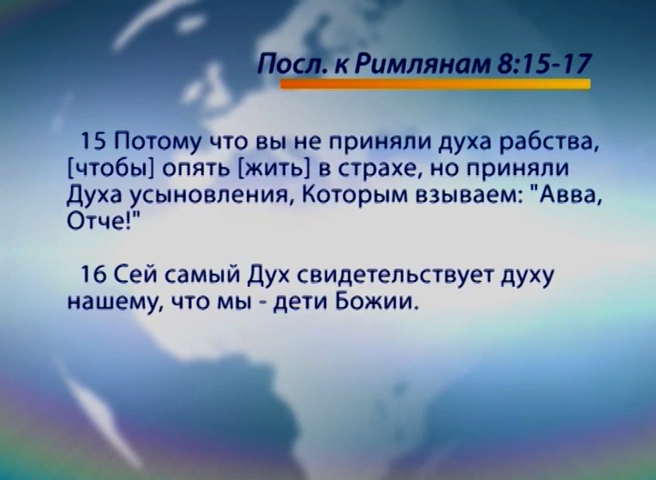 Посл. к Римлянам 8:15-17
15 Потому что вы не приняли духа рабства,
[чтобы] опять [жить] в страхе, но приняли
Духа усыновления, Которым взываем: "Авва,
Отче!"
16 Сей самый Дух свидетельствует духу
нашему, что мы - дети Божии.